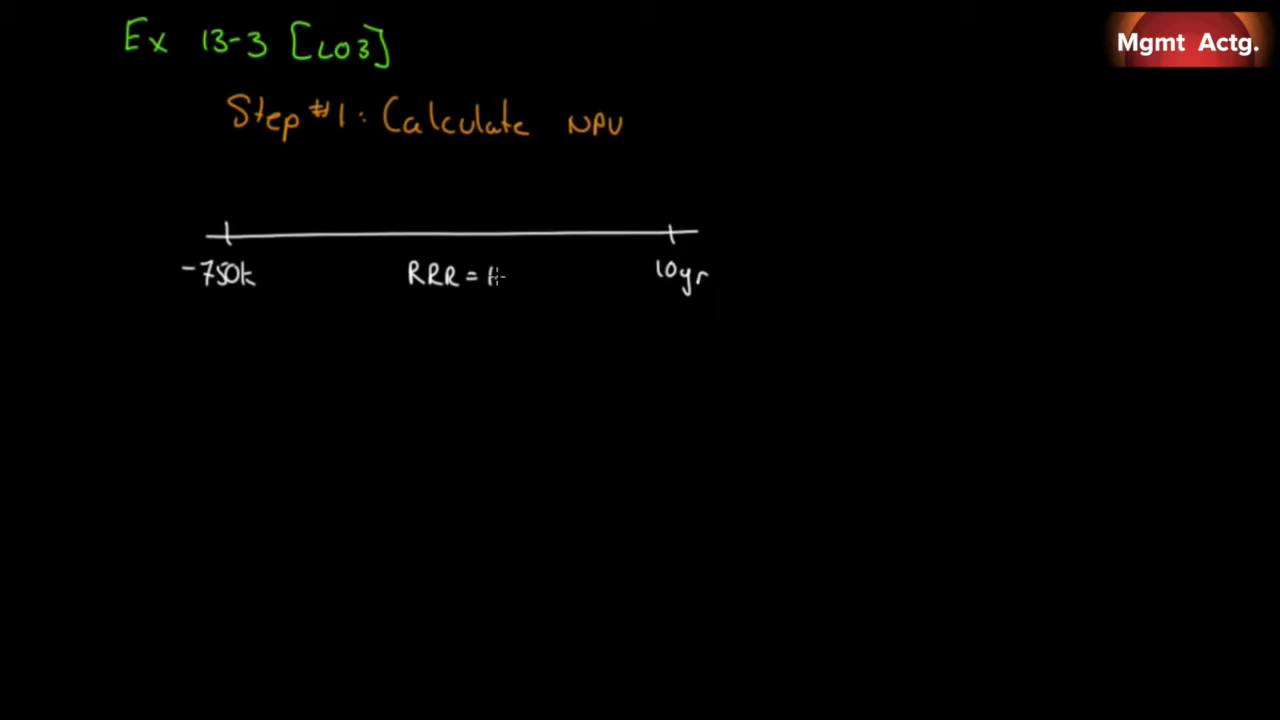 Mgmt Actg.
Ex 13-3 [LO3]
Step #1: Calculate NPV
-750k RRR = 10yr